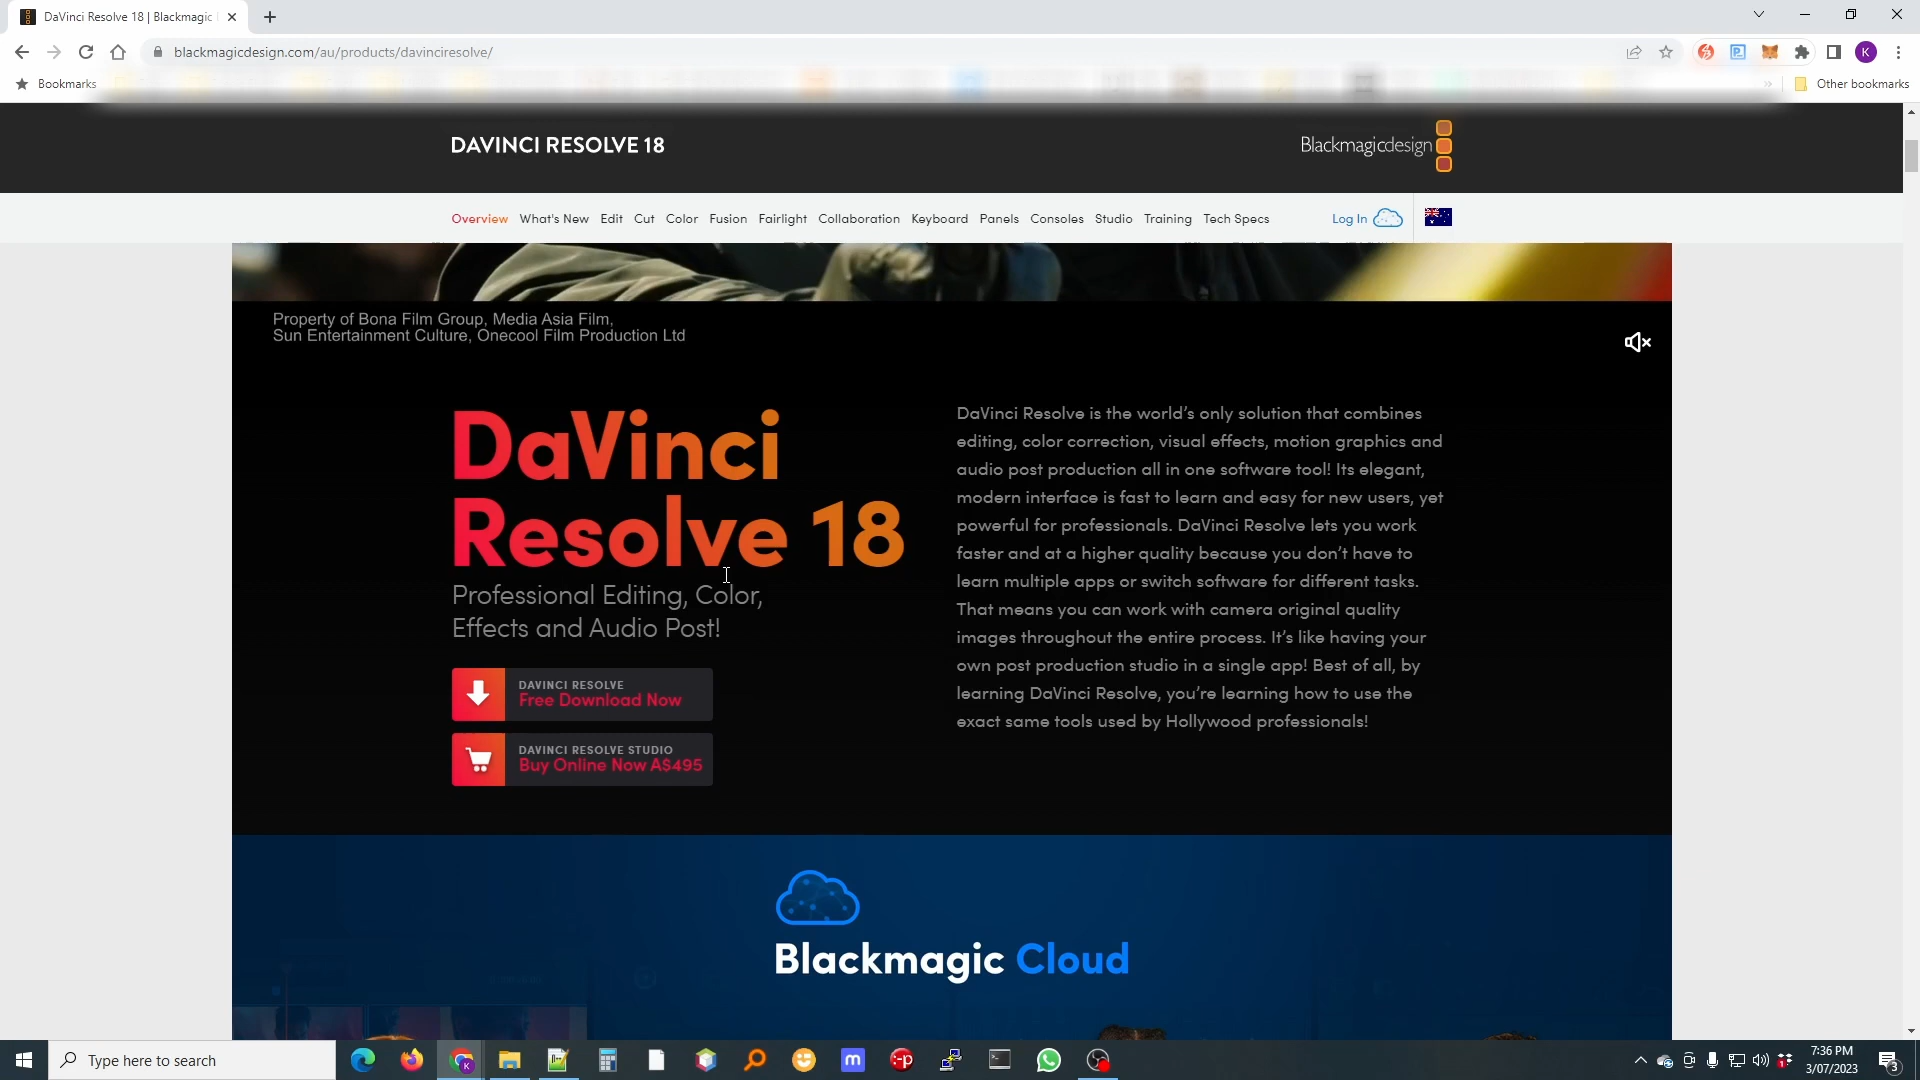 DaVinci Resolve 18 | Blackmagic
blackmagicdesign.com/au/products/davinciresolve/
K
Bookmarks
Other bookmarks
DAVINCI RESOLVE 18
Blackmagicdesign
Overview What's New Edit Cut Color Fusion Fairlight Collaboration Keyboard Panels Consoles Studio Training Tech Specs Log In
Property of Bona Film Group, Media Asia Film,
Sun Entertainment Culture, Onecool Film Production Ltd
DaVinci
Resolve 18
Professional Editing, Color,
Effects and Audio Post!
DAVINCI RESOLVE
Free Download Now
DAVINCI RESOLVE STUDIO
Buy Online Now A$495
DaVinci Resolve is the world’s only solution that combines
editing, color correction, visual effects, motion graphics and
audio post production all in one software tool! Its elegant,
modern interface is fast to learn and easy for new users, yet
powerful for professionals. DaVinci Resolve lets you work
faster and at a higher quality because you don’t have to
learn multiple apps or switch software for different tasks.
That means you can work with camera original quality
images throughout the entire process. It’s like having your
own post production studio in a single app! Best of all, by
learning DaVinci Resolve, you’re learning how to use the
exact same tools used by Hollywood professionals!
Blackmagic Cloud
Type here to search
7:36 PM
3/07/2023
3